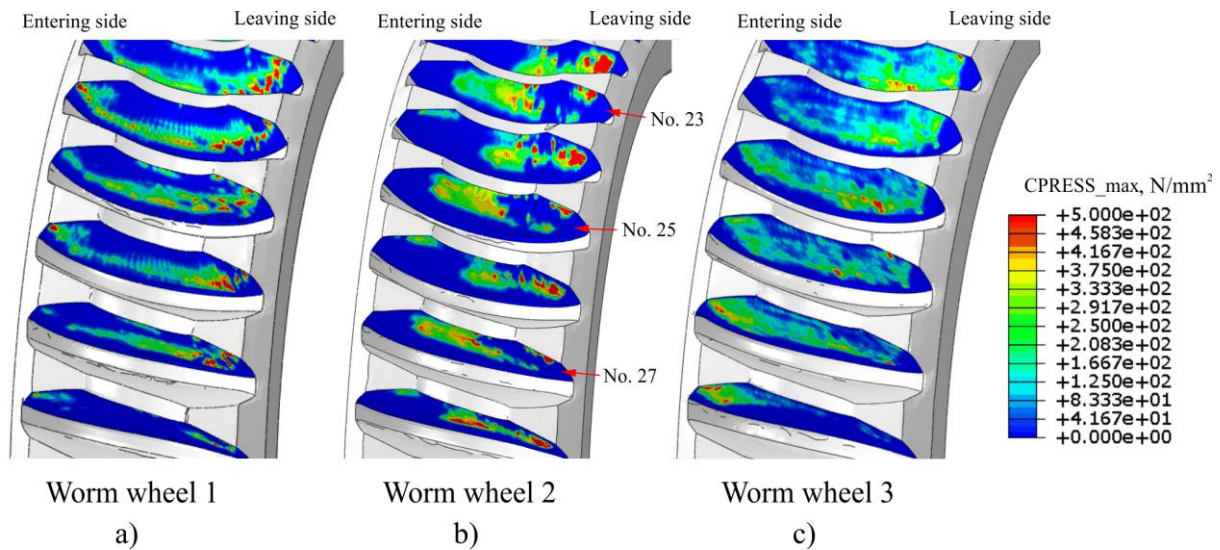 Entering side Leaving side Entering side Leaving side Entering side Leaving side
No. 23
No. 25
No. 27
CPRESS_max, N/mm²
+5.000e+02
+4.583e+02
+4.167e+02
+3.750e+02
+3.333e+02
+2.917e+02
+2.500e+02
+2.083e+02
+1.667e+02
+1.250e+02
+8.333e+01
+4.167e+01
+0.000e+00
Worm wheel 1 Worm wheel 2 Worm wheel 3
a) b) c)